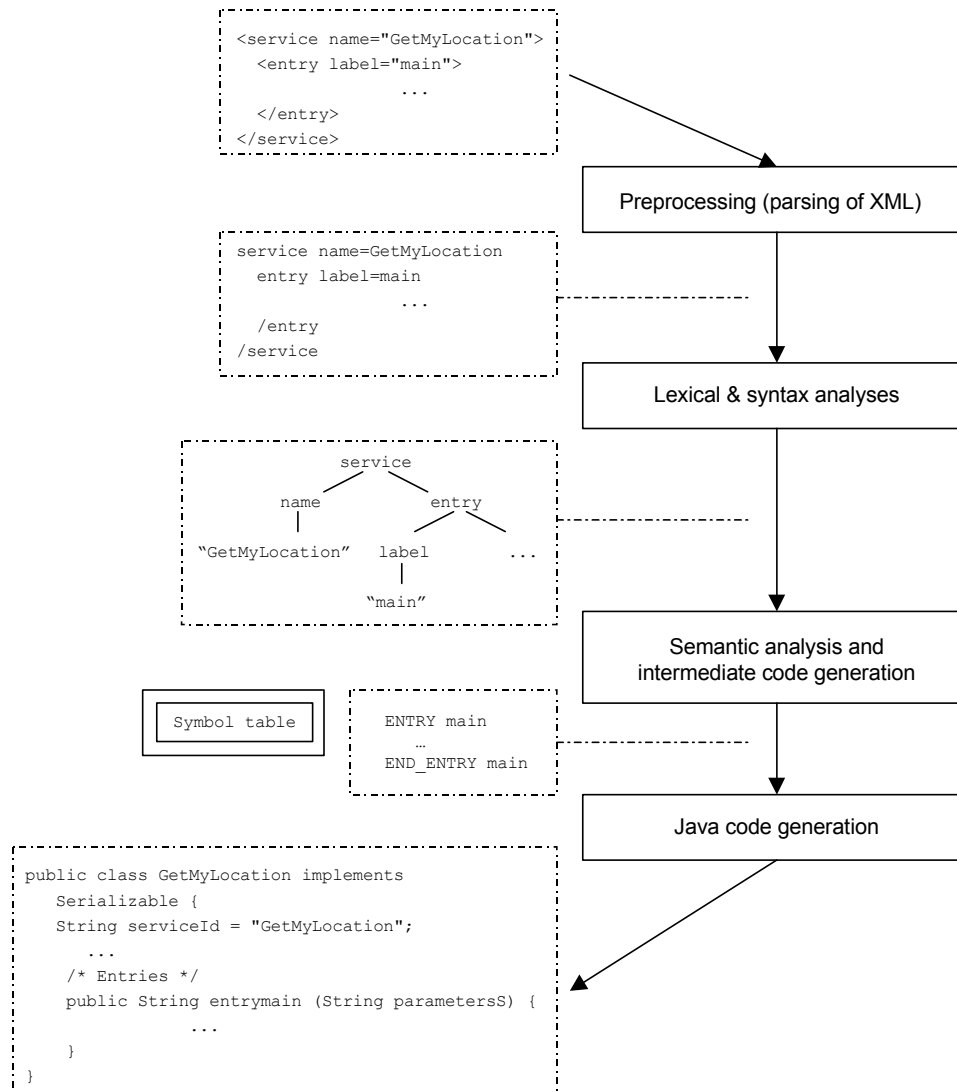 <service name="GetMyLocation">
<entry label="main">
...
</entry>
</service>
Preprocessing (parsing of XML)
service name=GetMyLocation
entry label=main
...
/entry
/service
Lexical & syntax analyses
service
name entry
“GetMyLocation” label ...
“main”
Semantic analysis and
intermediate code generation
Symbol table
ENTRY main
…
END_ENTRY main
Java code generation
public class GetMyLocation implements
Serializable {
String serviceId = "GetMyLocation";
...
/* Entries */
public String entrymain (String parametersS) {
...
}
}